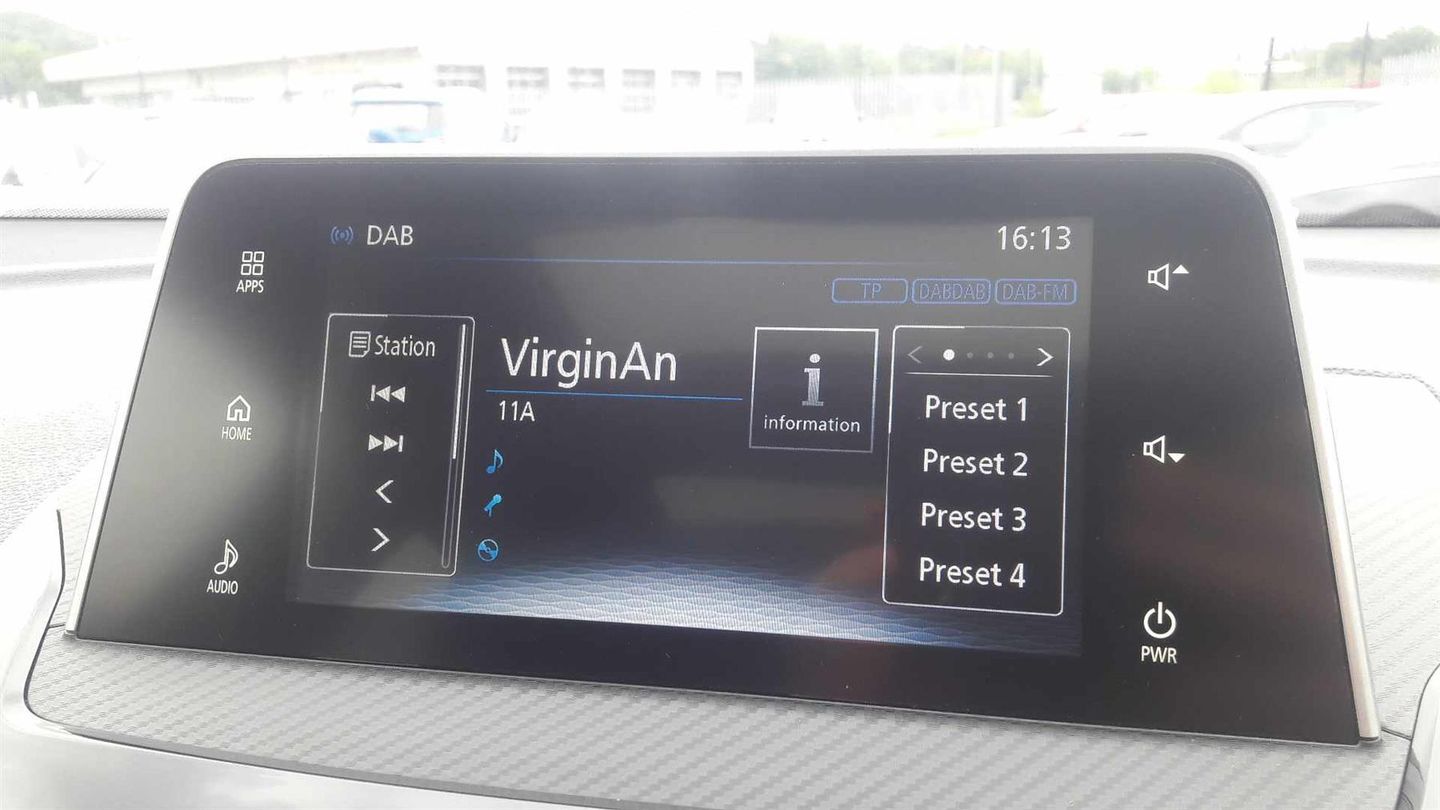 DAB
16:13
APPS
TP DABDAB DAB-FM
Station
VirginAn
11A
information
Preset 1
Preset 2
Preset 3
Preset 4
HOME
AUDIO
PWR